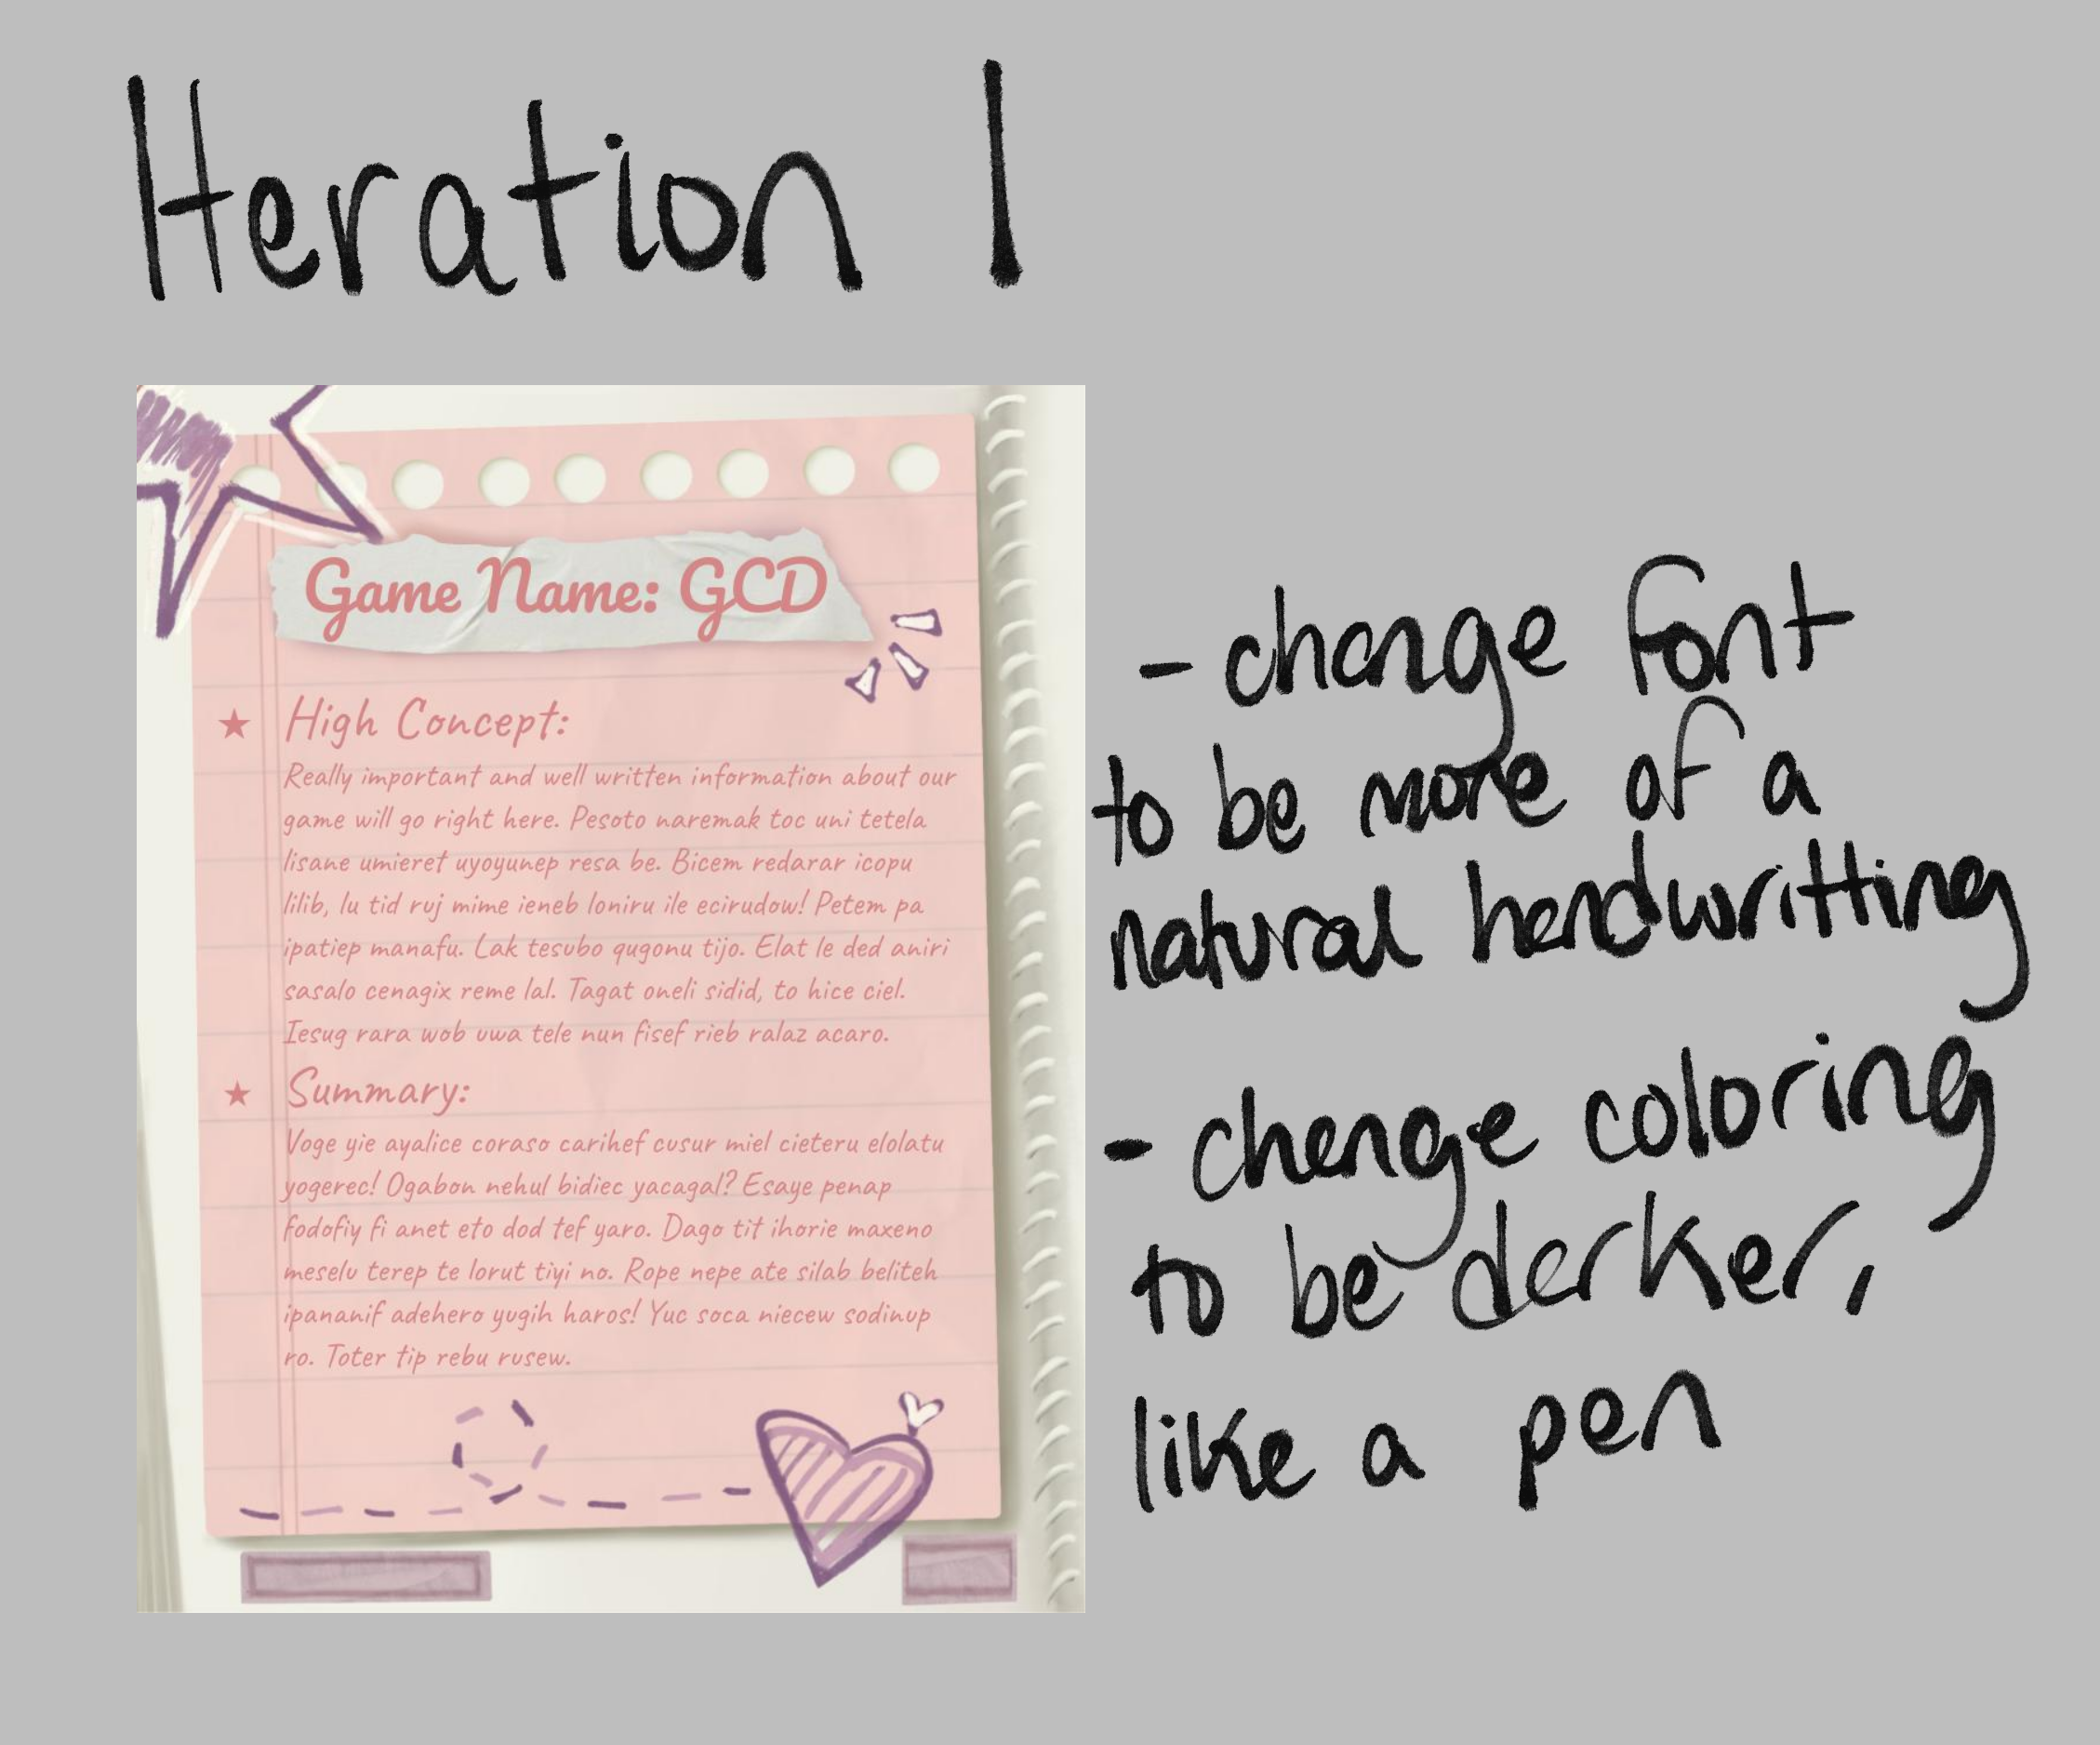 Iteration 1
Game Name: GCD
★ High Concept:
Really important and well written information about our
game will go right here. Pesoto naremak toc uni tetela
lisane umieret uyoyunep resa be. Bicem redarar icopu
lilib, lu tid ruj mime ieneb loniru ile ecirudow! Petem pa
ipatiep manafu. Lak tesubo qugonu tijo. Elat le ded aniri
sasalo cenagix reme lal. Tagat oneli sidid, to hice ciel.
Iesug rara wob uwa tele nun fisef rieb ralaz acaro.
★ Summary:
Voge yie ayalice coraso carihef cusur miel cieteru elolatu
yogerec! Ogabon nehul bidiec yacagal? Esaye penap
fodofiy fi anet eto dod tef yaro. Dago tit ihorie maxeno
meselu terep te lorut tiyi no. Rope nepe ate silab beliteh
ipananif adehero yugih haros! Yuc soca niecew sodinup
ro. Toter tip rebu rusew.
- change font
to be more of a
natural handwritting
- change coloring
to be darker,
like a pen